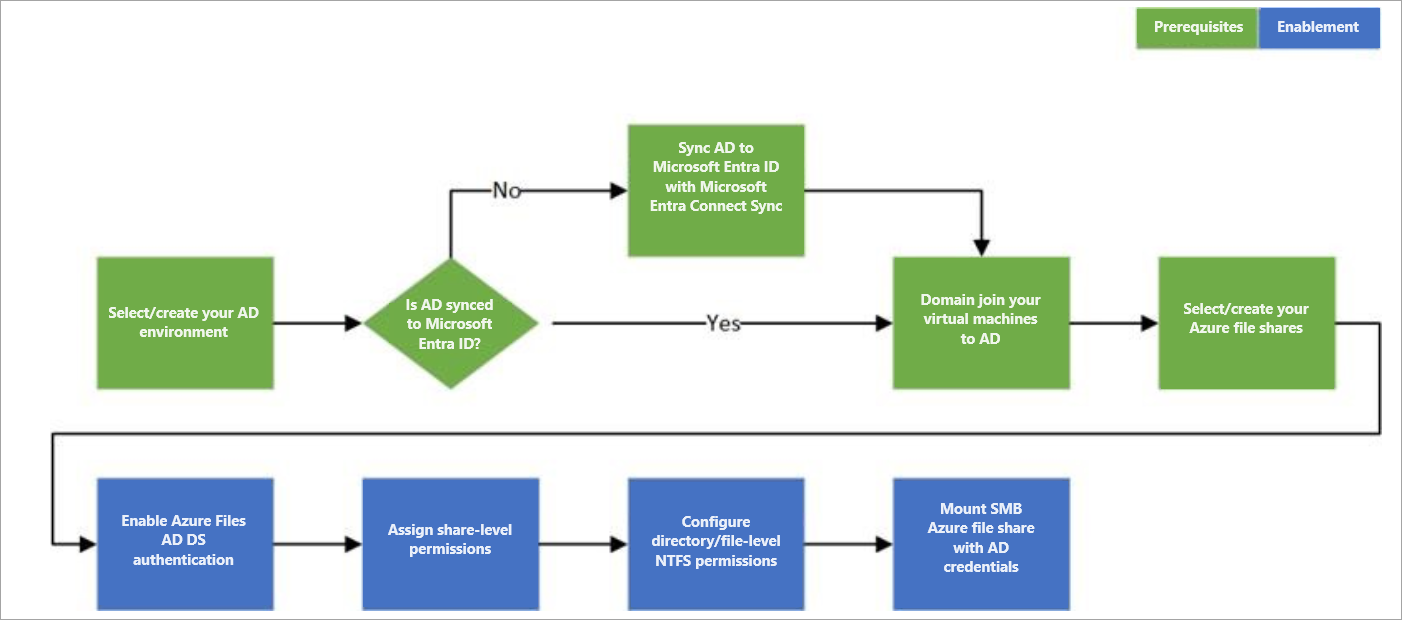 Prerequisites
Enablement
Sync AD to
Microsoft Entra ID
with Microsoft
Entra Connect Sync
No
Select/create your AD
environment
Is AD synced
to Microsoft
Entra ID?
Yes
Domain join your
virtual machines
to AD
Select/create your
Azure file shares
Enable Azure Files
AD DS
authentication
Assign share-level
permissions
Configure
directory/file-level
NTFS permissions
Mount SMB
Azure file share
with AD
credentials